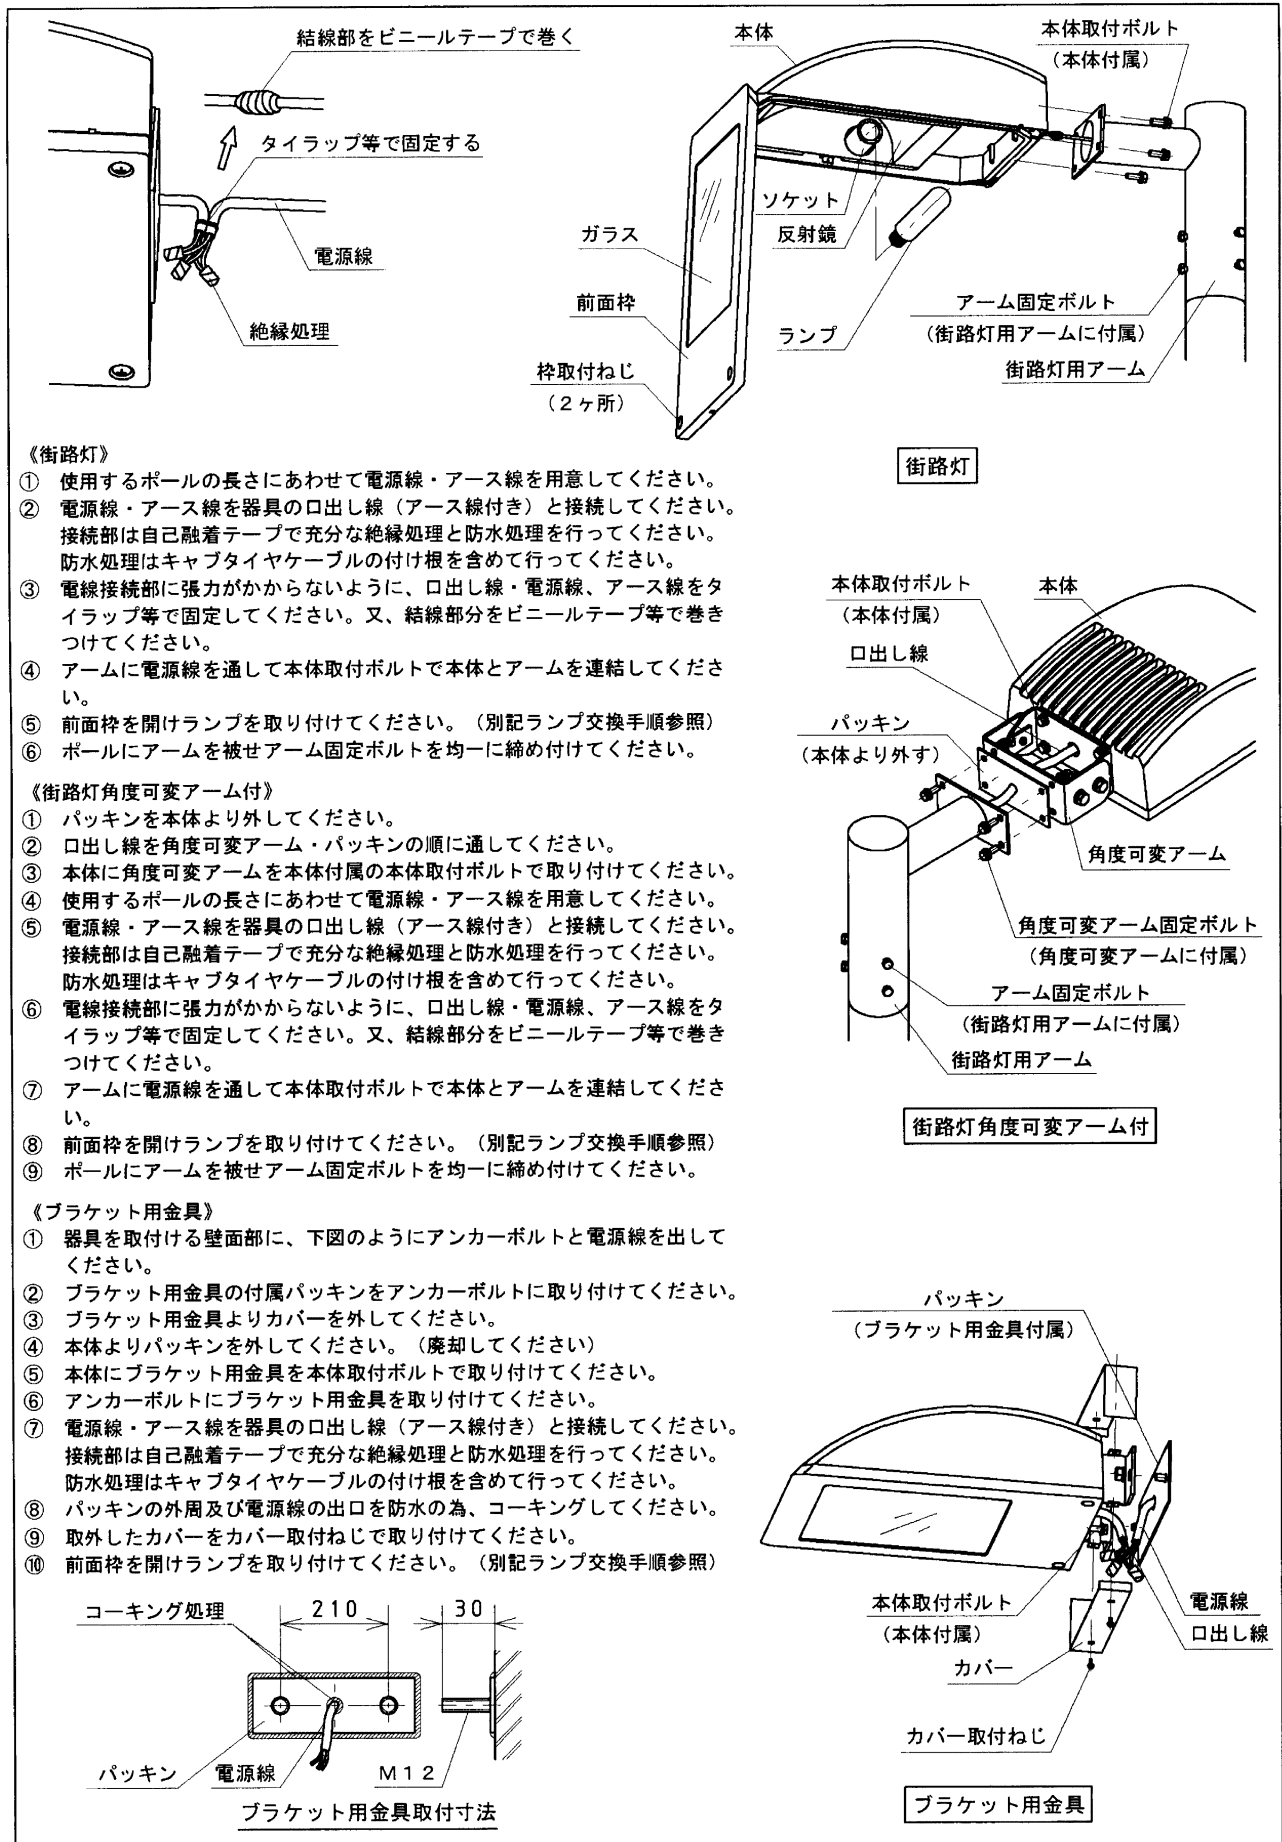 結線部をビニールテープで巻く
タイラップ等で固定する
電源線
絶縁処理
本体
本体取付ボルト
(本体付属)
ソケット
反射鏡
ガラス
前面枠
ランプ
枠取付ねじ
(2ヶ所)
アーム固定ボルト
(街路灯用アームに付属)
街路灯用アーム
街路灯
《街路灯》
① 使用するポールの長さにあわせて電源線・アース線を用意してください。
② 電源線・アース線を器具の口出し線(アース線付き)と接続してください。
接続部は自己融着テープで充分な絶縁処理と防水処理を行ってください。
防水処理はキャブタイヤケーブルの付け根を含めて行ってください。
③ 電線接続部に張力がかからないように、口出し線・電源線、アース線をタ
イラップ等で固定してください。又、結線部分をビニールテープ等で巻き
つけてください。
④ アームに電源線を通して本体取付ボルトで本体とアームを連結してくださ
い。
⑤ 前面枠を開けランプを取り付けてください。(別記ランプ交換手順参照)
⑥ ポールにアームを被せアーム固定ボルトを均一に締め付けてください。
《街路灯角度可変アーム付》
① パッキンを本体より外してください。
② 口出し線を角度可変アーム・パッキンの順に通してください。
③ 本体に角度可変アームを本体付属の本体取付ボルトで取り付けてください。
④ 使用するポールの長さにあわせて電源線・アース線を用意してください。
⑤ 電源線・アース線を器具の口出し線(アース線付き)と接続してください。
接続部は自己融着テープで充分な絶縁処理と防水処理を行ってください。
防水処理はキャブタイヤケーブルの付け根を含めて行ってください。
⑥ 電線接続部に張力がかからないように、口出し線・電源線、アース線をタ
イラップ等で固定してください。又、結線部分をビニールテープ等で巻き
つけてください。
⑦ アームに電源線を通して本体取付ボルトで本体とアームを連結してくださ
い。
⑧ 前面枠を開けランプを取り付けてください。(別記ランプ交換手順参照)
⑨ ポールにアームを被せアーム固定ボルトを均一に締め付けてください。
本体取付ボルト
(本体付属)
本体
口出し線
パッキン
(本体より外す)
角度可変アーム
角度可変アーム固定ボルト
(角度可変アームに付属)
アーム固定ボルト
(街路灯用アームに付属)
街路灯用アーム
街路灯角度可変アーム付
《ブラケット用金具》
① 器具を取付ける壁面部に、下図のようにアンカーボルトと電源線を出して
ください。
② ブラケット用金具の付属パッキンをアンカーボルトに取り付けてください。
③ ブラケット用金具よりカバーを外してください。
④ 本体よりパッキンを外してください。(廃却してください)
⑤ 本体にブラケット用金具を本体取付ボルトで取り付けてください。
⑥ アンカーボルトにブラケット用金具を取り付けてください。
⑦ 電源線・アース線を器具の口出し線(アース線付き)と接続してください。
接続部は自己融着テープで充分な絶縁処理と防水処理を行ってください。
防水処理はキャブタイヤケーブルの付け根を含めて行ってください。
⑧ パッキンの外周及び電源線の出口を防水の為、コーキングしてください。
⑨ 取外したカバーをカバー取付ねじで取り付けてください。
⑩ 前面枠を開けランプを取り付けてください。(別記ランプ交換手順参照)
コーキング処理
210
30
パッキン
電源線
M12
ブラケット用金具取付寸法
パッキン
(ブラケット用金具付属)
本体取付ボルト
(本体付属)
電源線
口出し線
カバー
カバー取付ねじ
ブラケット用金具